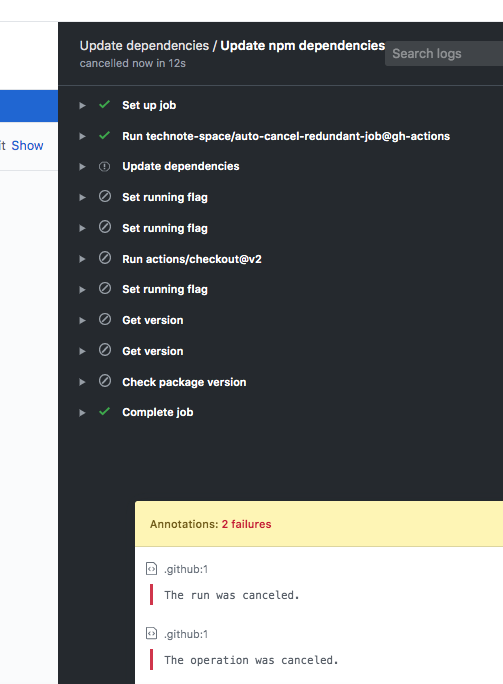 Update dependencies / Update npm dependencies
cancelled now in 12s
Search logs
Set up job
Run technote-space/auto-cancel-redundant-job@gh-actions
Show
Update dependencies
Set running flag
Set running flag
Run actions/checkout@v2
Set running flag
Get version
Get version
Check package version
Complete job
Annotations: 2 failures
.github:1
The run was canceled.
.github:1
The operation was canceled.